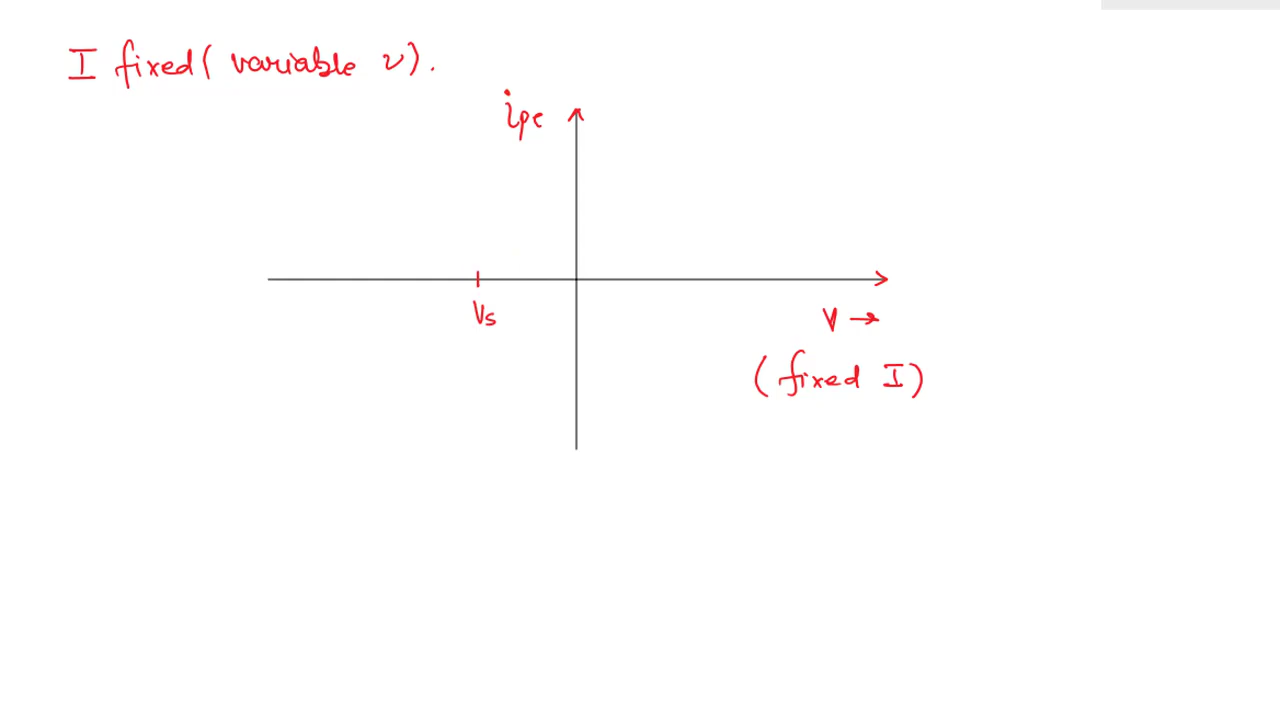 I fixed ( variable ν).
ipe
Vs
V →
( fixed I )